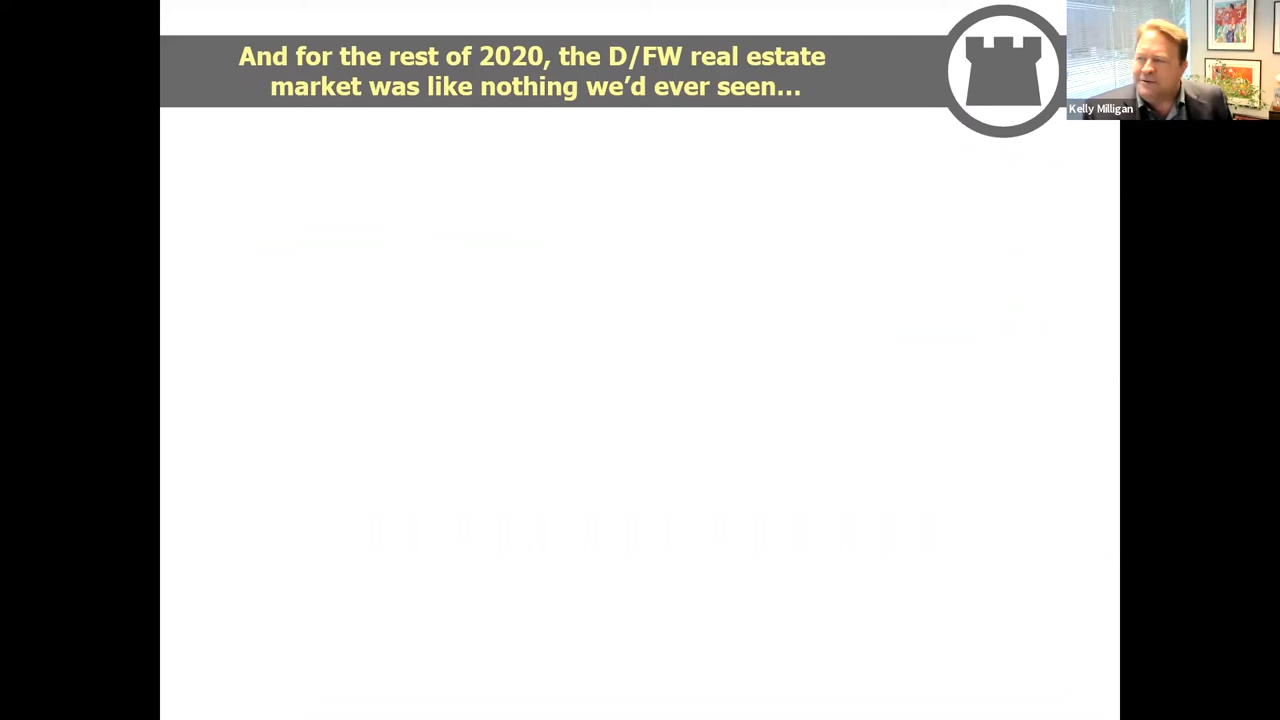 And for the rest of 2020, the D/FW real estate
market was like nothing we’d ever seen…
Kelly Milligan